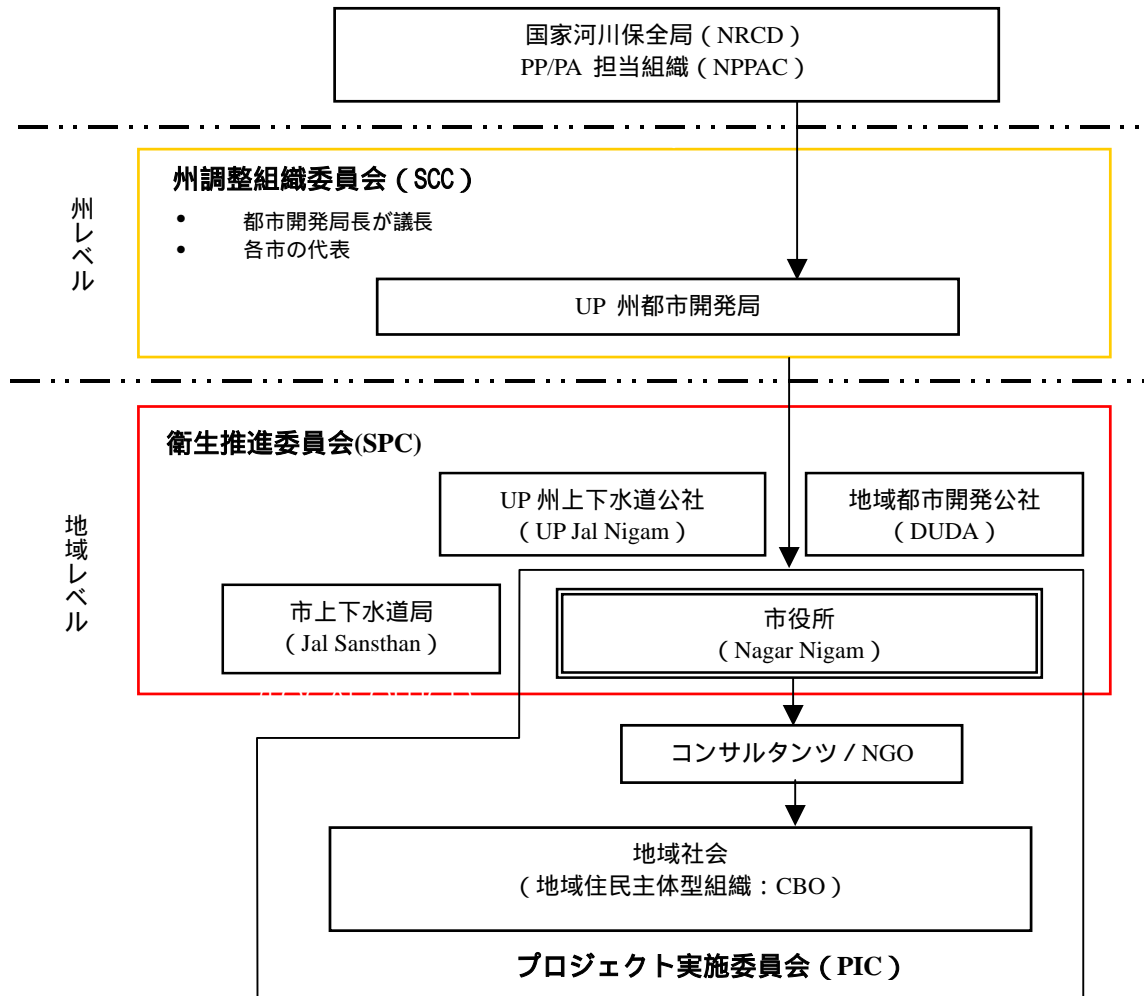 国家河川保全局（NRCD）
PP/PA 担当組織（NPPAC）
州レベル
州調整組織委員会（SCC）
• 都市開発局長が議長
• 各市の代表
UP 州都市開発局
地域レベル
衛生推進委員会(SPC)
UP 州上下水道公社
（UP Jal Nigam）
地域都市開発公社
（DUDA）
市上下水道局
（Jal Sansthan）
市役所
（Nagar Nigam）
コンサルタンツ／NGO
地域社会
（地域住民主体型組織：CBO）
プロジェクト実施委員会（PIC）